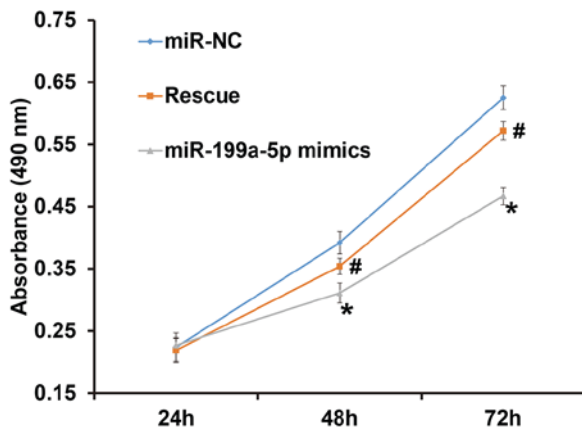 0.75
miR-NC
0.65
Rescue
0.55
#
miR-199a-5p mimics
0.45
*
Absorbance (490 nm)
0.35
#
*
0.25
0.15
24h 48h 72h